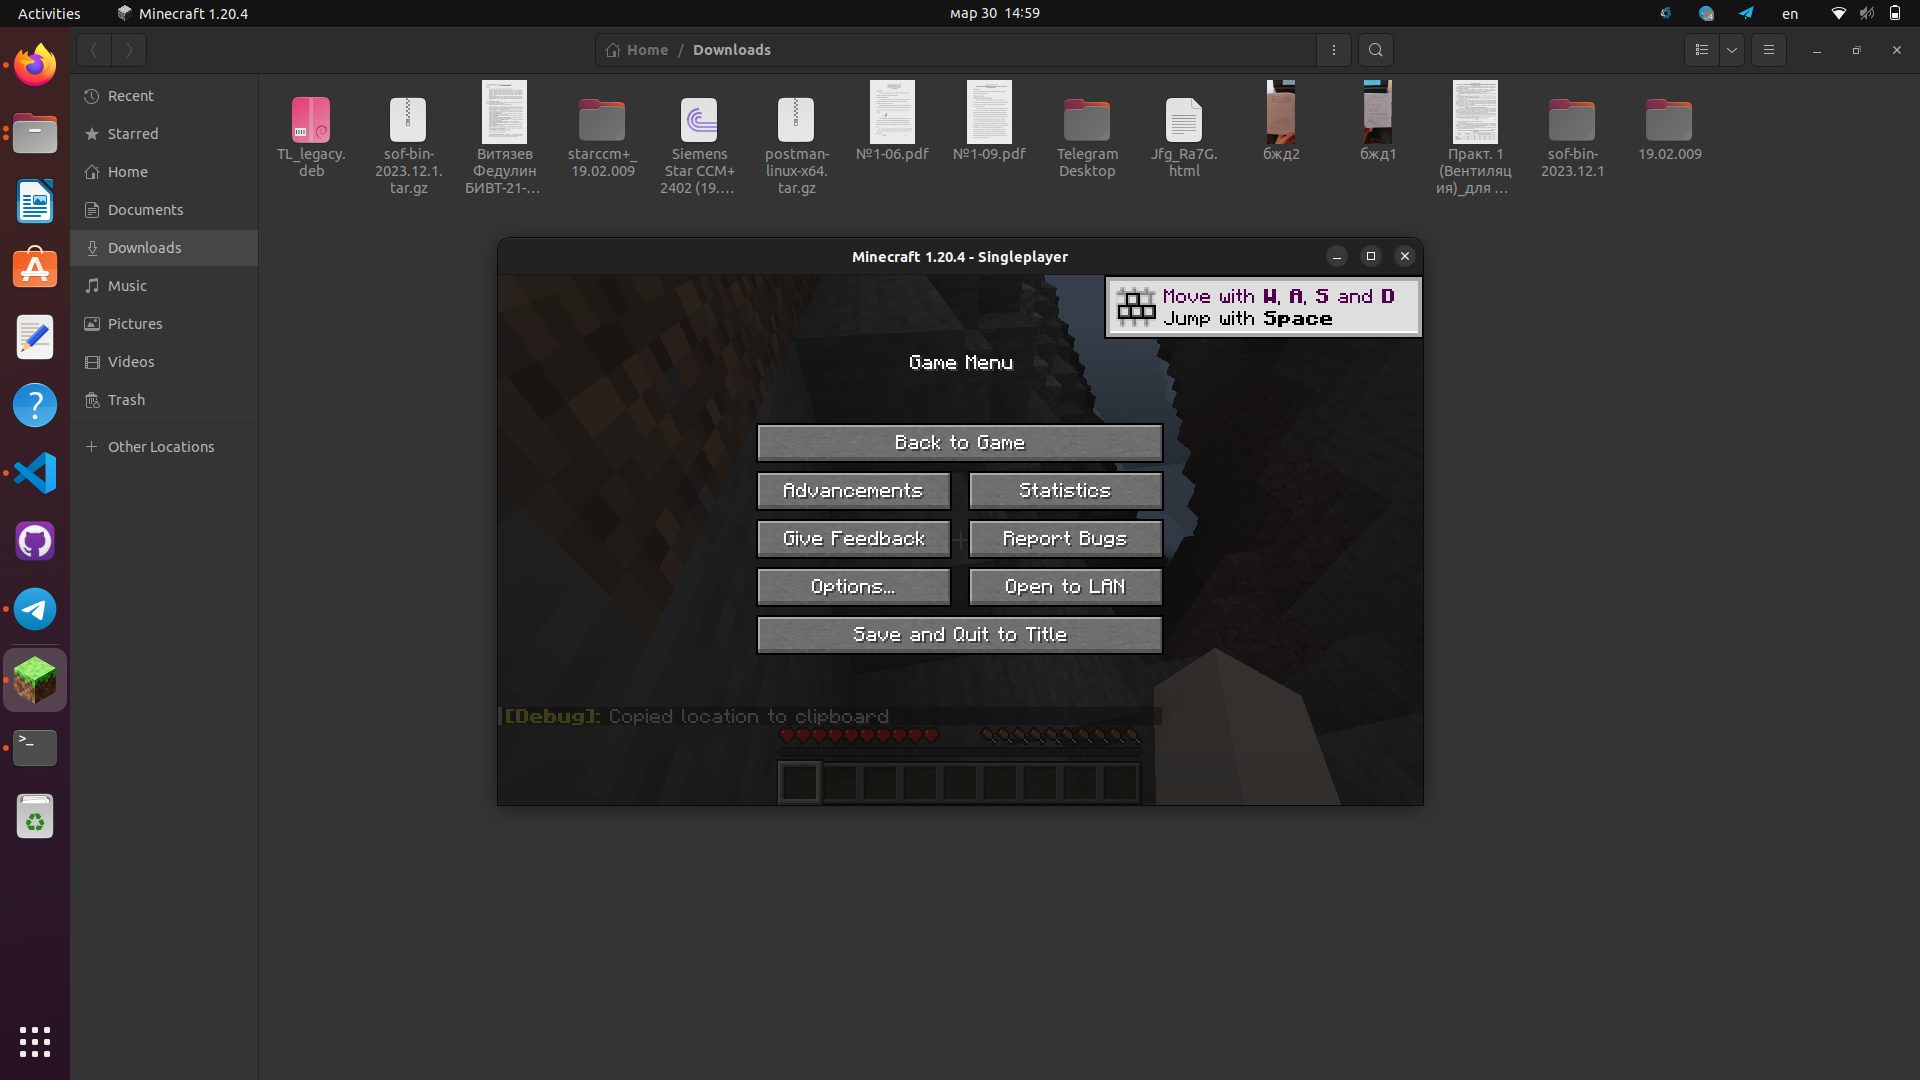 Activities
Minecraft 1.20.4
мар 30 14:59
en
Home / Downloads
Recent
Starred
Home
Documents
Downloads
Music
Pictures
Videos
Trash
Other Locations
TL_legacy.
deb
sof-bin-
2023.12.1.
tar.gz
Витязев
Федулин
БИВТ-21-...
starccm+_
19.02.009
Siemens
Star CCM+
2402 (19....
postman-
linux-x64.
tar.gz
№1-06.pdf
№1-09.pdf
Telegram
Desktop
Jfg_Ra7G.
html
бжд2
бжд1
Практ. 1
(Вентиляц
ия)_для ...
sof-bin-
2023.12.1
19.02.009
Minecraft 1.20.4 - Singleplayer
Move with W, A, S and D
Jump with Space
Game Menu
Back to Game
Advancements
Statistics
Give Feedback
Report Bugs
Options...
Open to LAN
Save and Quit to Title
[Debug]: Copied location to clipboard